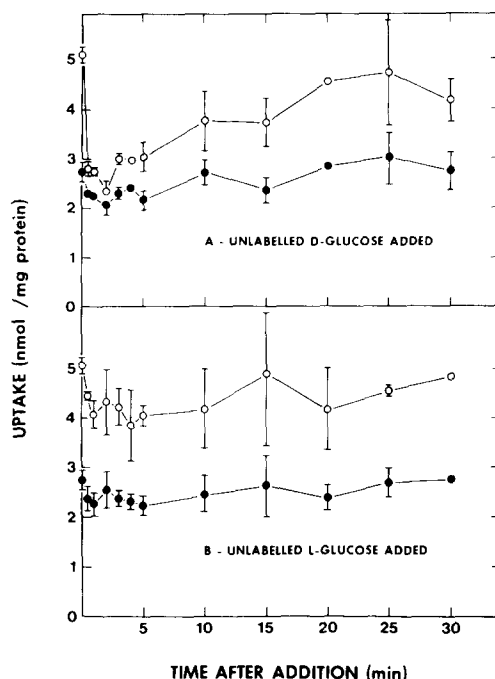 5
4
3
2
1
0
A - UNLABELLED D-GLUCOSE ADDED
UPTAKE (nmol /mg protein)
5
4
3
2
1
0
B - UNLABELLED L-GLUCOSE ADDED
0 5 10 15 20 25 30
TIME AFTER ADDITION (min)